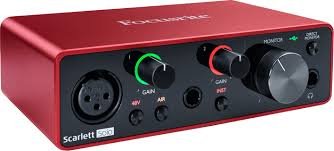 Focusrite
MONITOR
DIRECT
MONITOR
GAIN
GAIN
48V
AIR
INST
Scarlett Solo